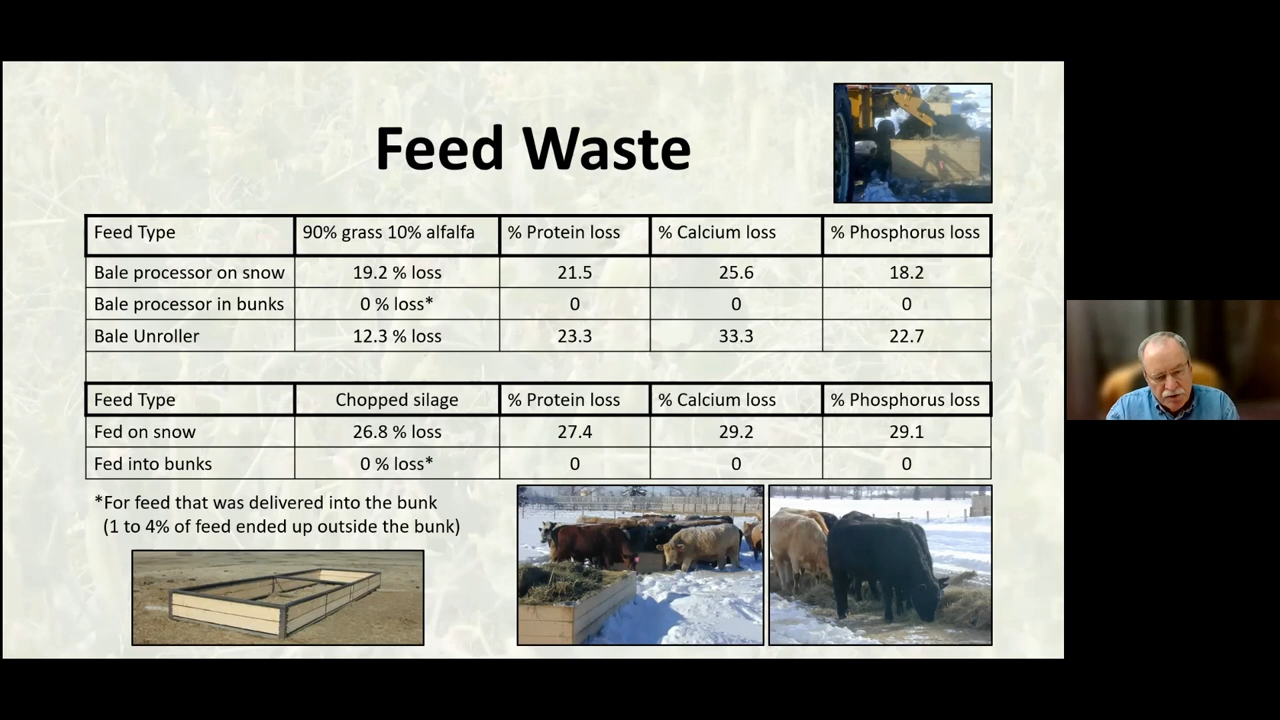 Feed Waste
Feed Type 90% grass 10% alfalfa % Protein loss % Calcium loss % Phosphorus loss
Bale processor on snow 19.2 % loss 21.5 25.6 18.2
Bale processor in bunks 0 % loss* 0 0 0
Bale Unroller 12.3 % loss 23.3 33.3 22.7
Feed Type Chopped silage % Protein loss % Calcium loss % Phosphorus loss
Fed on snow 26.8 % loss 27.4 29.2 29.1
Fed into bunks 0 % loss* 0 0 0
*For feed that was delivered into the bunk
(1 to 4% of feed ended up outside the bunk)